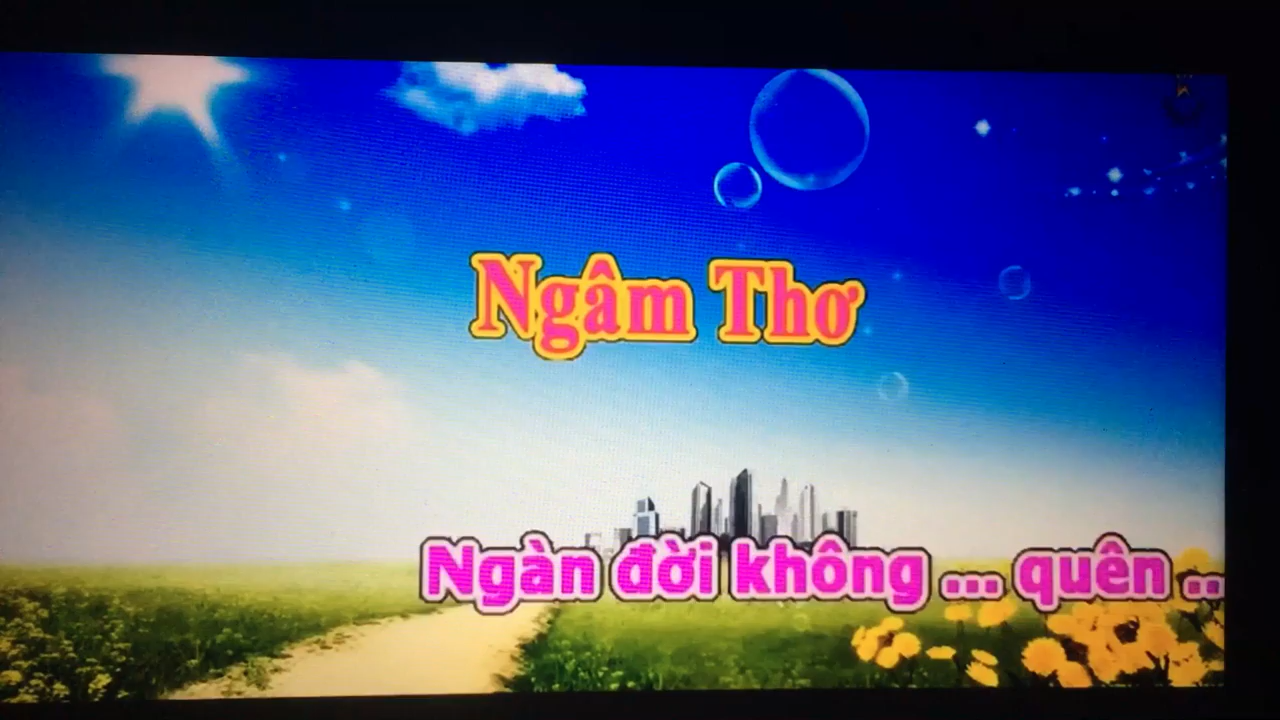 Ngâm Thơ
Ngàn đời không ... quên ..